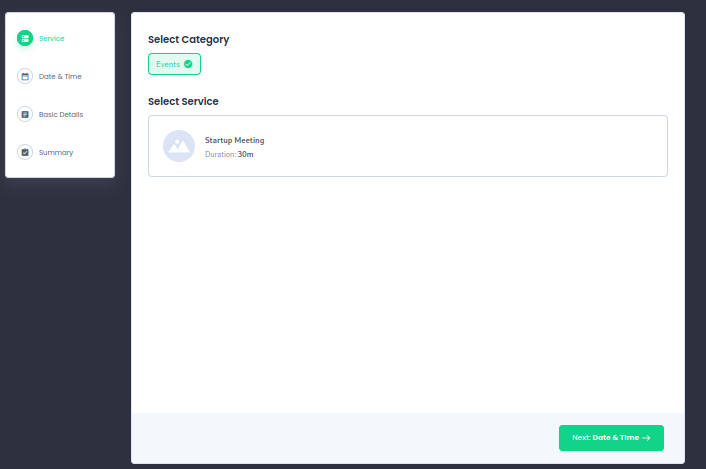 Service
Date & Time
Basic Details
Summary
Select Category
Events
Select Service
Startup Meeting
Duration: 30m
Next: Date & Time →